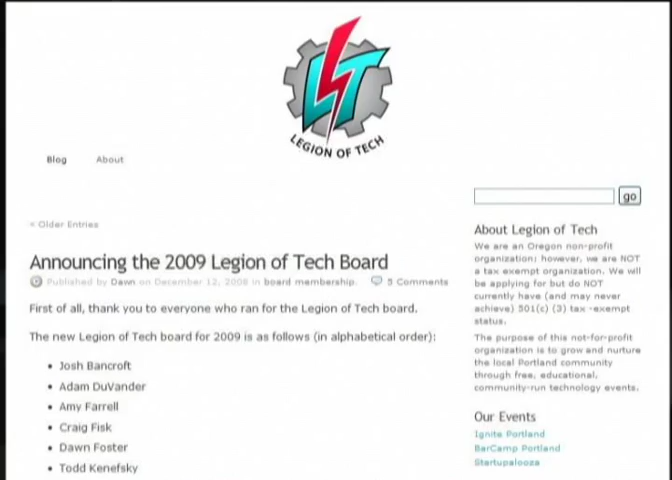 LT
LEGION OF TECH
Blog About
go
« Older Entries
Announcing the 2009 Legion of Tech Board
Published by Dawn on December 12, 2008 in board membership. 5 Comments
First of all, thank you to everyone who ran for the Legion of Tech board.
The new Legion of Tech board for 2009 is as follows (in alphabetical order):
• Josh Bancroft
• Adam DuVander
• Amy Farrell
• Craig Fisk
• Dawn Foster
• Todd Kenefsky
About Legion of Tech
We are an Oregon non-profit
organization; however, we are NOT
a tax exempt organization. We will
be applying for but do NOT
currently have (and may never
achieve) 501(c) (3) tax -exempt
status.
The purpose of this not-for-profit
organization is to grow and nurture
the local Portland community
through free, educational,
community-run technology events.
Our Events
Ignite Portland
BarCamp Portland
Startupalooza